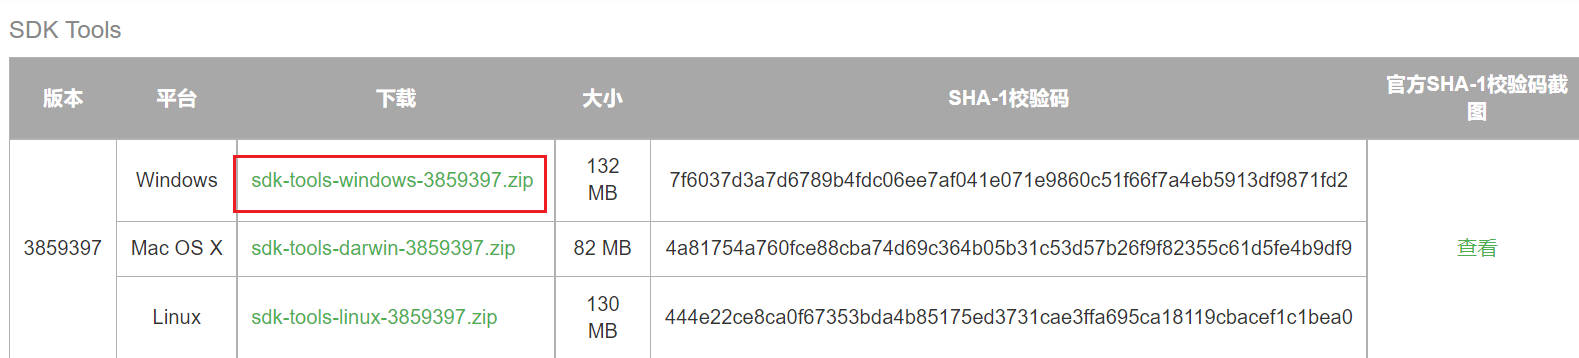 SDK Tools
版本 平台 下载 大小 SHA-1校验码 官方SHA-1校验码截图
3859397 Windows sdk-tools-windows-3859397.zip 132 MB 7f6037d3a7d6789b4fdc06ee7af041e071e9860c51f66f7a4eb5913df9871fd2 查看
Mac OS X sdk-tools-darwin-3859397.zip 82 MB 4a81754a760fce88cba74d69c364b05b31c53d57b26f9f82355c61d5fe4b9df9
Linux sdk-tools-linux-3859397.zip 130 MB 444e22ce8ca0f67353bda4b85175ed3731cae3ffa695ca18119cbacef1c1bea0